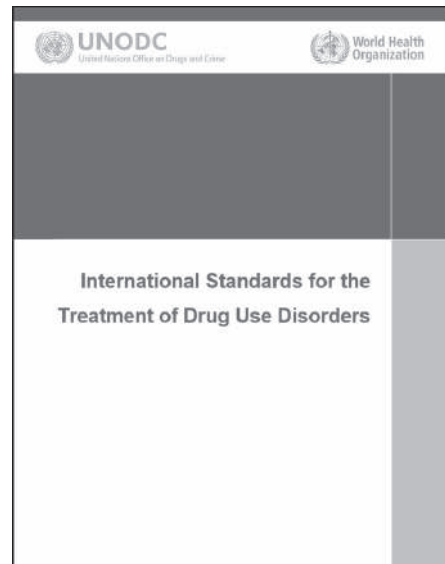 UNODC
United Nations Office on Drugs and Crime
World Health
Organization
International Standards for the
Treatment of Drug Use Disorders